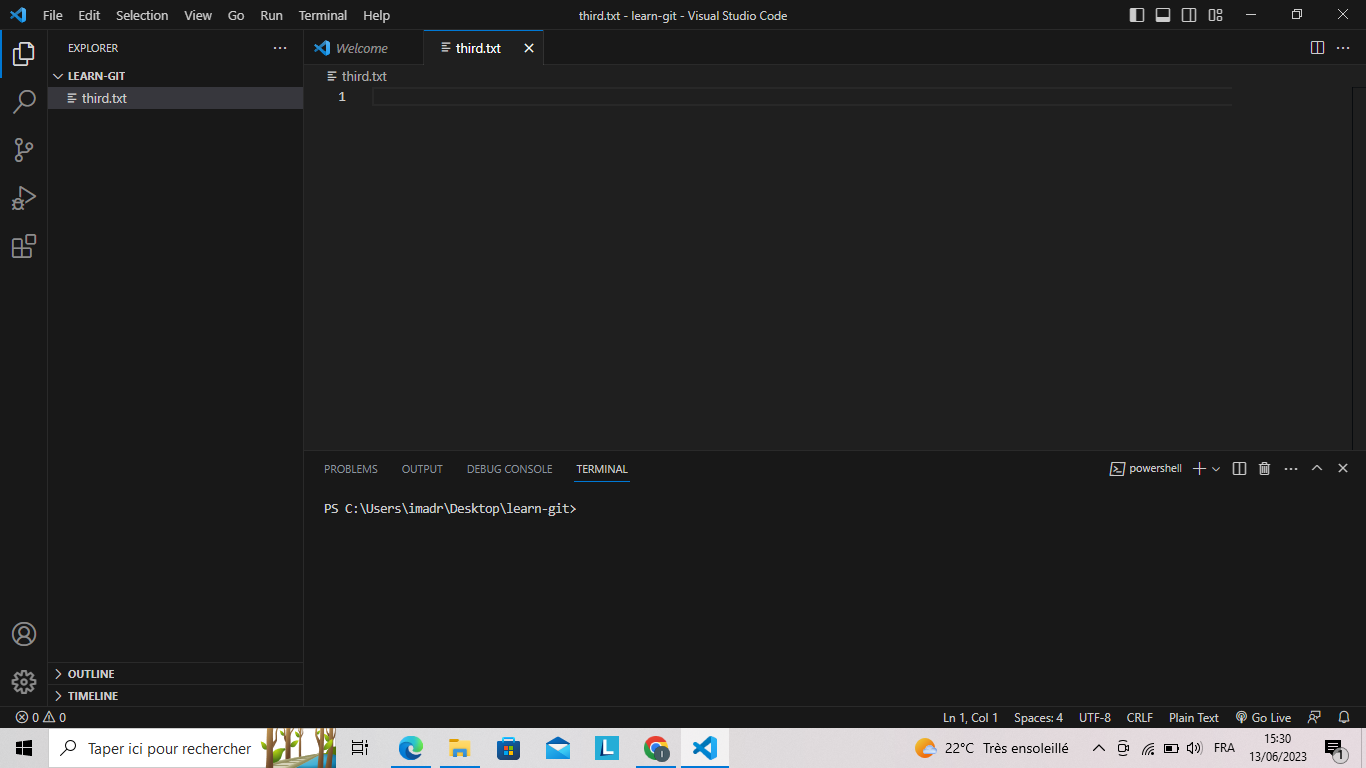 File Edit Selection View Go Run Terminal Help third.txt - learn-git - Visual Studio Code
EXPLORER
LEARN-GIT
third.txt
Welcome third.txt
third.txt
1
PROBLEMS OUTPUT DEBUG CONSOLE TERMINAL
powershell
PS C:\Users\imadr\Desktop\learn-git>
OUTLINE
TIMELINE
0 0 Ln 1, Col 1 Spaces: 4 UTF-8 CRLF Plain Text Go Live
Taper ici pour rechercher
L
22°C Très ensoleillé
FRA
15:30
13/06/2023
1